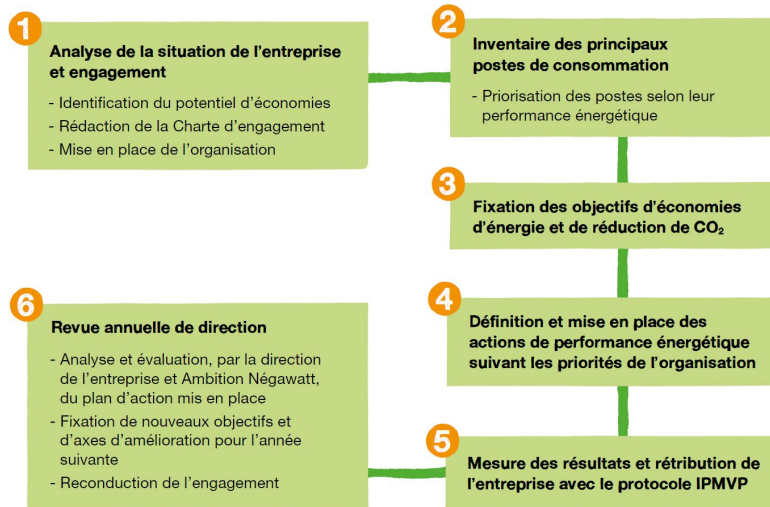 1
Analyse de la situation de l'entreprise
et engagement
- Identification du potentiel d'économies
- Rédaction de la Charte d'engagement
- Mise en place de l'organisation
2
Inventaire des principaux
postes de consommation
- Priorisation des postes selon leur
performance énergétique
3
Fixation des objectifs d'économies
d'énergie et de réduction de CO₂
4
Définition et mise en place des
actions de performance énergétique
suivant les priorités de l'organisation
5
Mesure des résultats et rétribution de
l'entreprise avec le protocole IPMVP
6
Revue annuelle de direction
- Analyse et évaluation, par la direction
de l'entreprise et Ambition Négawatt,
du plan d'action mis en place
- Fixation de nouveaux objectifs et
d'axes d'amélioration pour l'année
suivante
- Reconduction de l'engagement